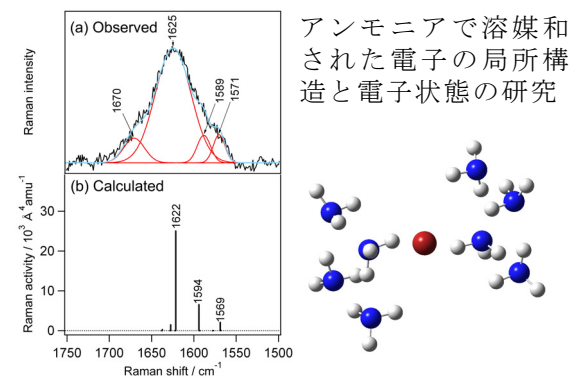 (a) Observed
1625
1670
1589
1571
Raman intensity
アンモニアで溶媒和
された電子の局所構
造と電子状態の研究
(b) Calculated
1622
1594
1569
30
20
10
0
Raman activity / 10³ Å ⁴amu⁻¹
1750 1700 1650 1600 1550 1500
Raman shift / cm⁻¹